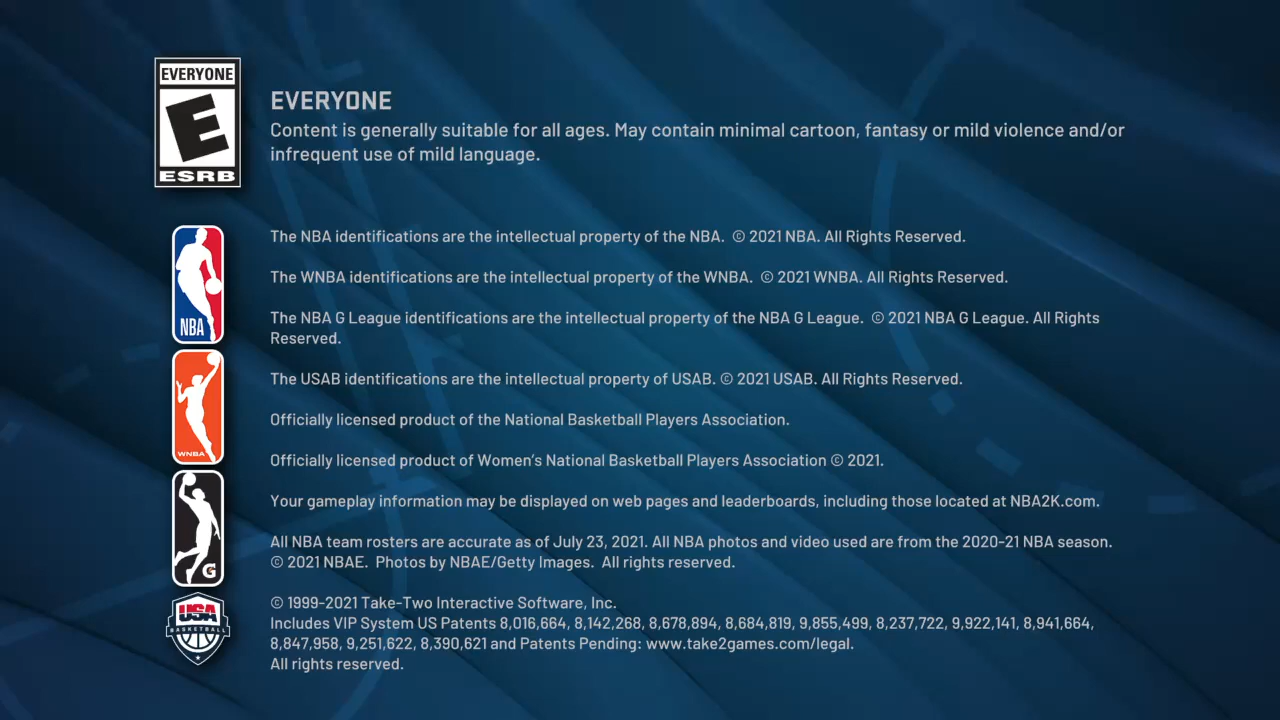 EVERYONE
E
ESRB
EVERYONE
Content is generally suitable for all ages. May contain minimal cartoon, fantasy or mild violence and/or
infrequent use of mild language.
NBA
The NBA identifications are the intellectual property of the NBA.  © 2021 NBA. All Rights Reserved.
The WNBA identifications are the intellectual property of the WNBA.  © 2021 WNBA. All Rights Reserved.
The NBA G League identifications are the intellectual property of the NBA G League.  © 2021 NBA G League. All Rights
Reserved.
WNBA
The USAB identifications are the intellectual property of USAB. © 2021 USAB. All Rights Reserved.
Officially licensed product of the National Basketball Players Association.
Officially licensed product of Women's National Basketball Players Association © 2021.
G
Your gameplay information may be displayed on web pages and leaderboards, including those located at NBA2K.com.
All NBA team rosters are accurate as of July 23, 2021. All NBA photos and video used are from the 2020-21 NBA season.
© 2021 NBAE.  Photos by NBAE/Getty Images.  All rights reserved.
USA
BASKETBALL
© 1999-2021 Take-Two Interactive Software, Inc.
Includes VIP System US Patents 8,016,664, 8,142,268, 8,678,894, 8,684,819, 9,855,499, 8,237,722, 9,922,141, 8,941,664,
8,847,958, 9,251,622, 8,390,621 and Patents Pending: www.take2games.com/legal.
All rights reserved.